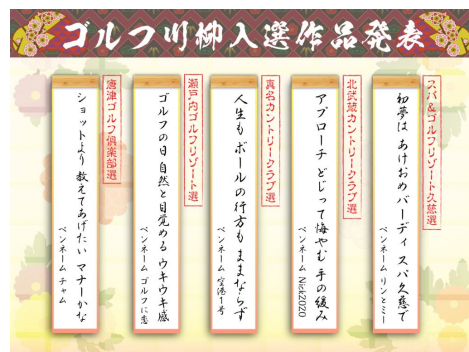 ゴルフ川柳入選作品発表
スパ&ゴルフリゾート久慈選
初夢は あけおめバーディ スパ久慈で
ペンネーム リンとミー
北武蔵カントリークラブ選
アプローチ どじって悔やむ 手の緩み
ペンネーム Nick2020
真名カントリークラブ選
人生も ボールの行方も ままならず
ペンネーム 空港1号
瀬戸内ゴルフリゾート選
ゴルフの日 自然と目覚める ウキウキ感
ペンネーム ゴルフに恋
唐津ゴルフ倶楽部選
ショットより 教えてあげたい マナーかな
ペンネーム チャム